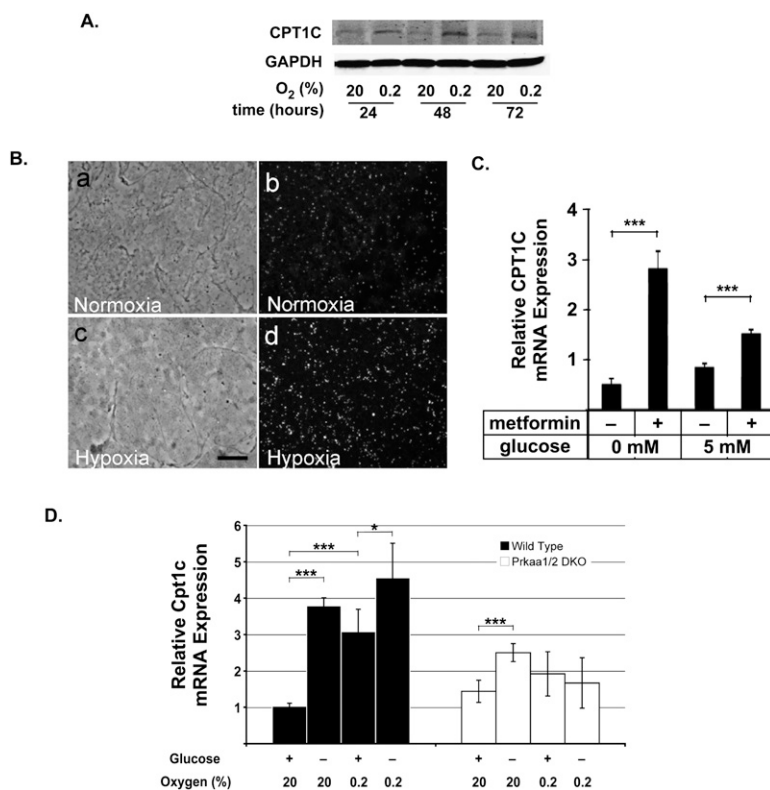 A.
CPT1C
GAPDH
O2 (%) 20 0.2 20 0.2 20 0.2
time (hours) 24 48 72
B.
a
Normoxia
b
Normoxia
c
Hypoxia
d
Hypoxia
C.
Relative CPT1C
mRNA Expression
4
3
2
1
***
***
metformin – + – +
glucose 0 mM 5 mM
D.
Relative Cpt1c
mRNA Expression
6
5
4
3
2
1
***
***
*
***
Wild Type
Prkaa1/2 DKO
Glucose + – + – + – + –
Oxygen (%) 20 20 0.2 0.2 20 20 0.2 0.2